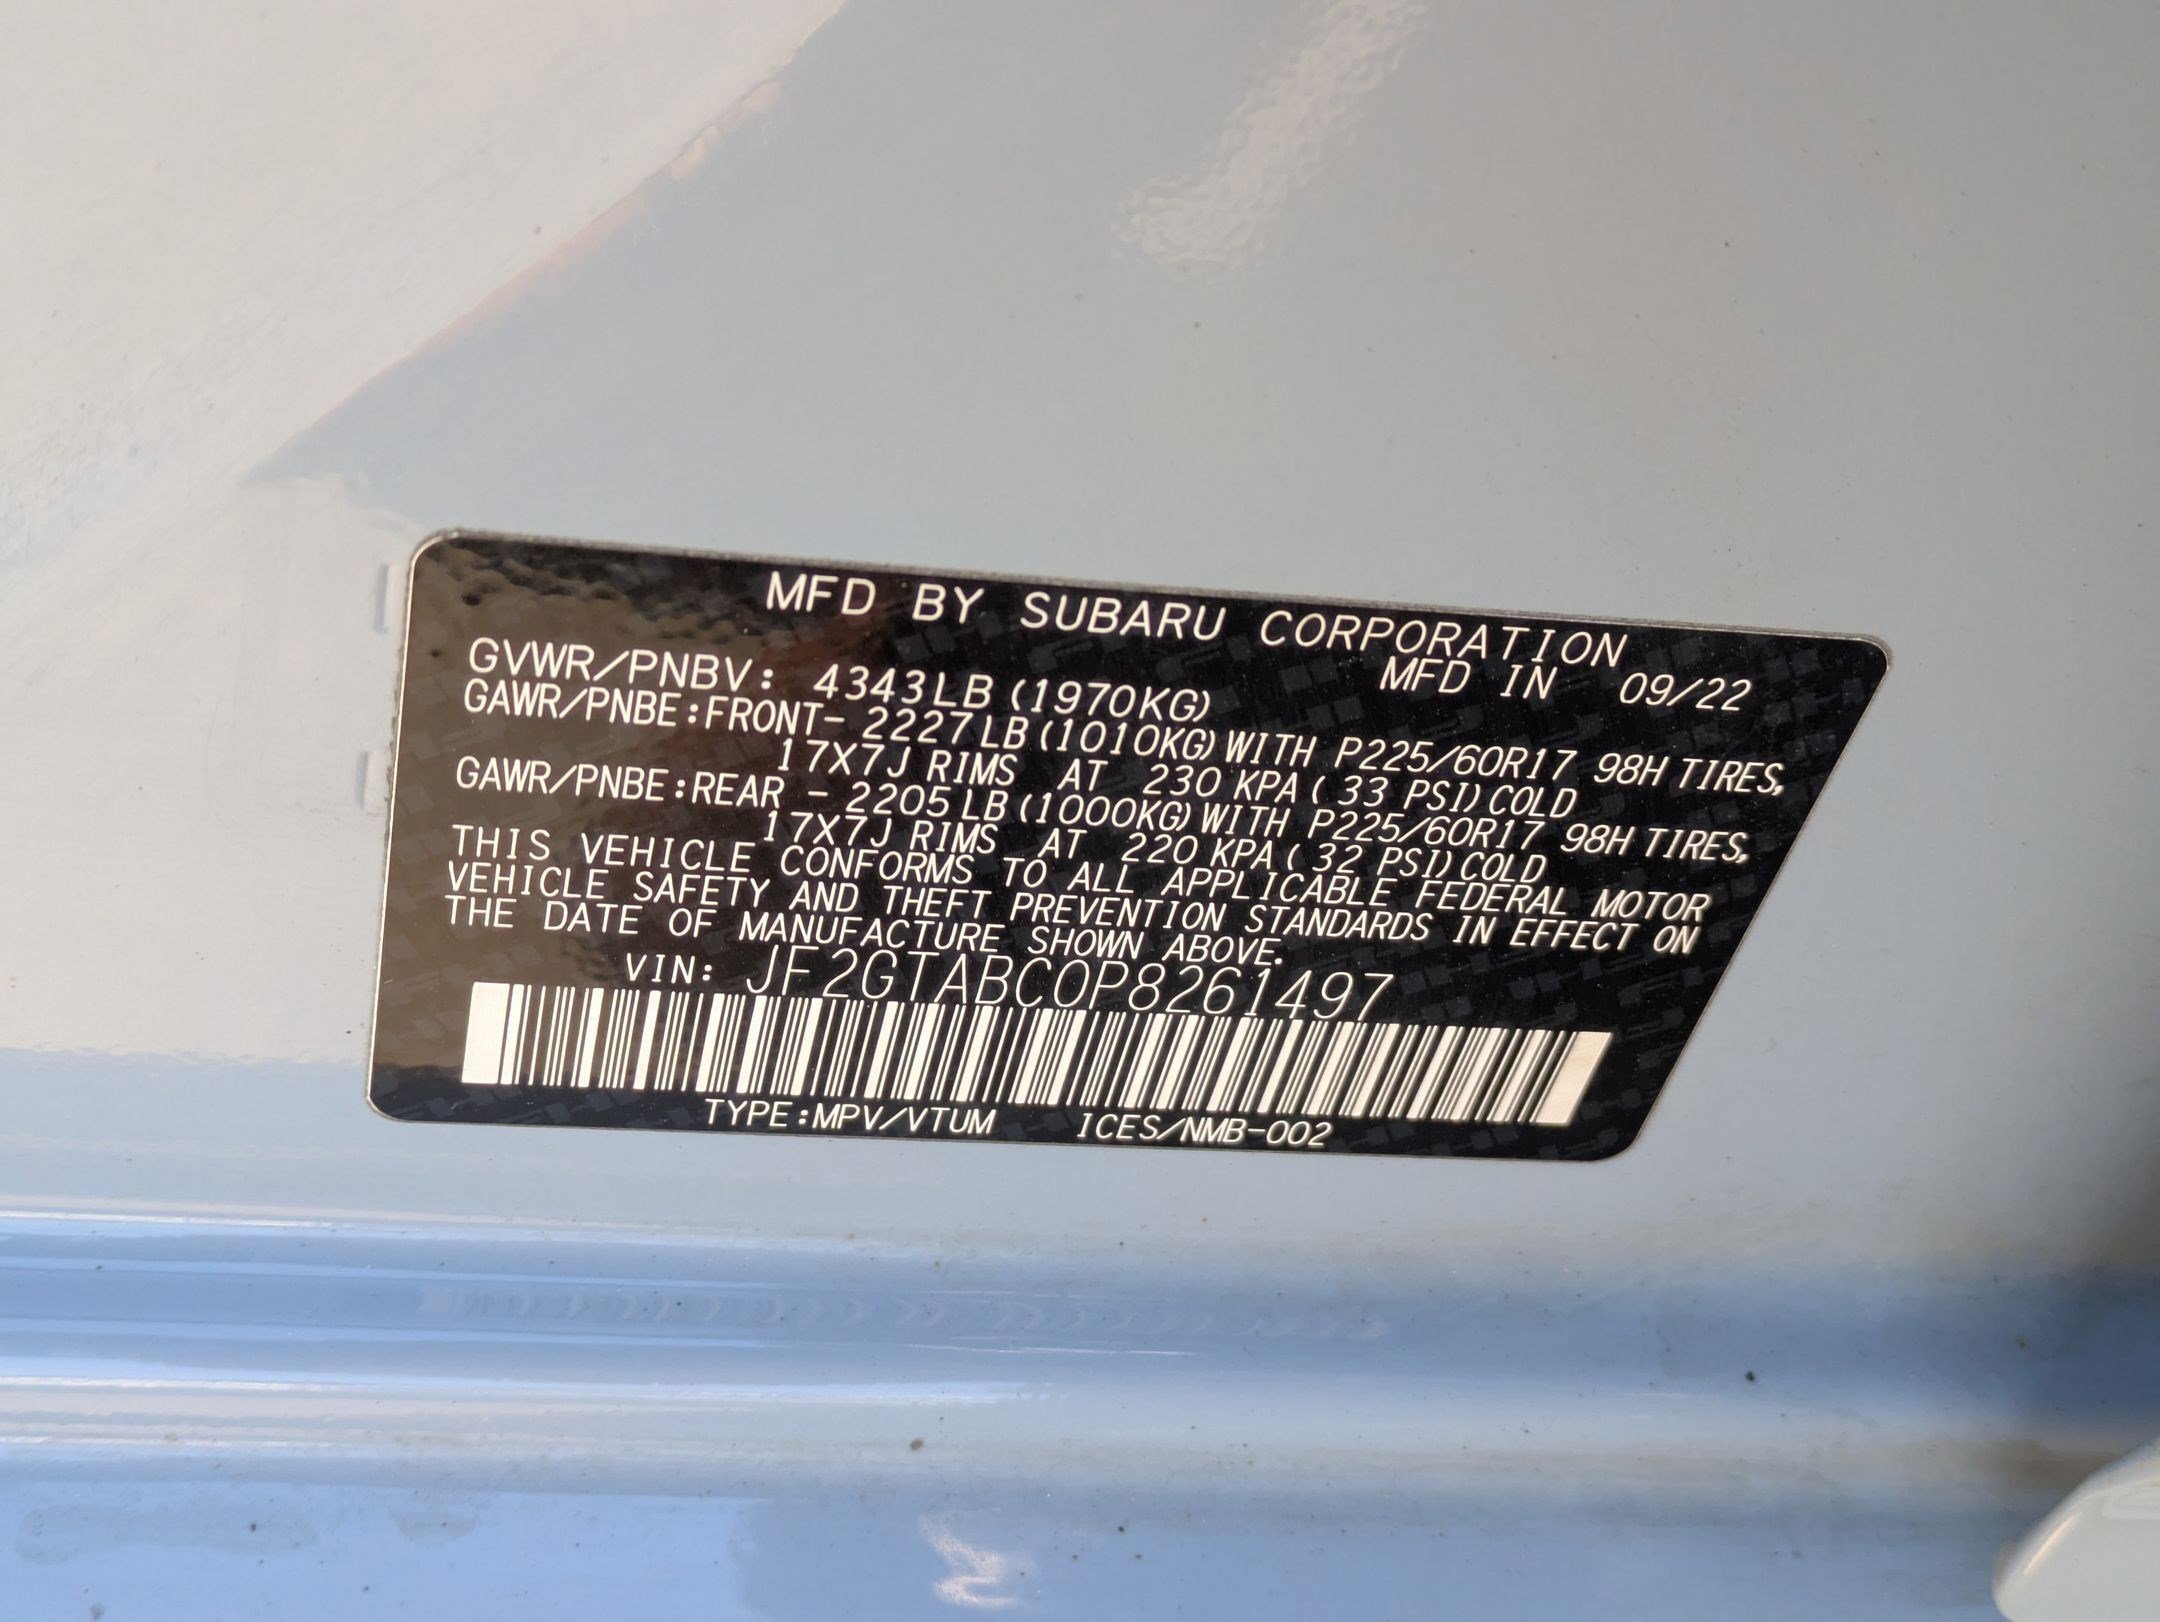 MFD BY SUBARU CORPORATION
GVWR/PNBV: 4343LB (1970KG) MFD IN 09/22
GAWR/PNBE:FRONT- 2227LB (1010KG) WITH P225/60R17 98H TIRES,
17X7J RIMS AT 230 KPA ( 33 PSI) COLD
GAWR/PNBE:REAR - 2205LB (1000KG) WITH P225/60R17 98H TIRES,
17X7J RIMS AT 220 KPA ( 32 PSI) COLD
THIS VEHICLE CONFORMS TO ALL APPLICABLE FEDERAL MOTOR
VEHICLE SAFETY AND THEFT PREVENTION STANDARDS IN EFFECT ON
THE DATE OF MANUFACTURE SHOWN ABOVE.
VIN: JF2GTABC0P8261497
TYPE:MPV/VTUM ICES/NMB-002